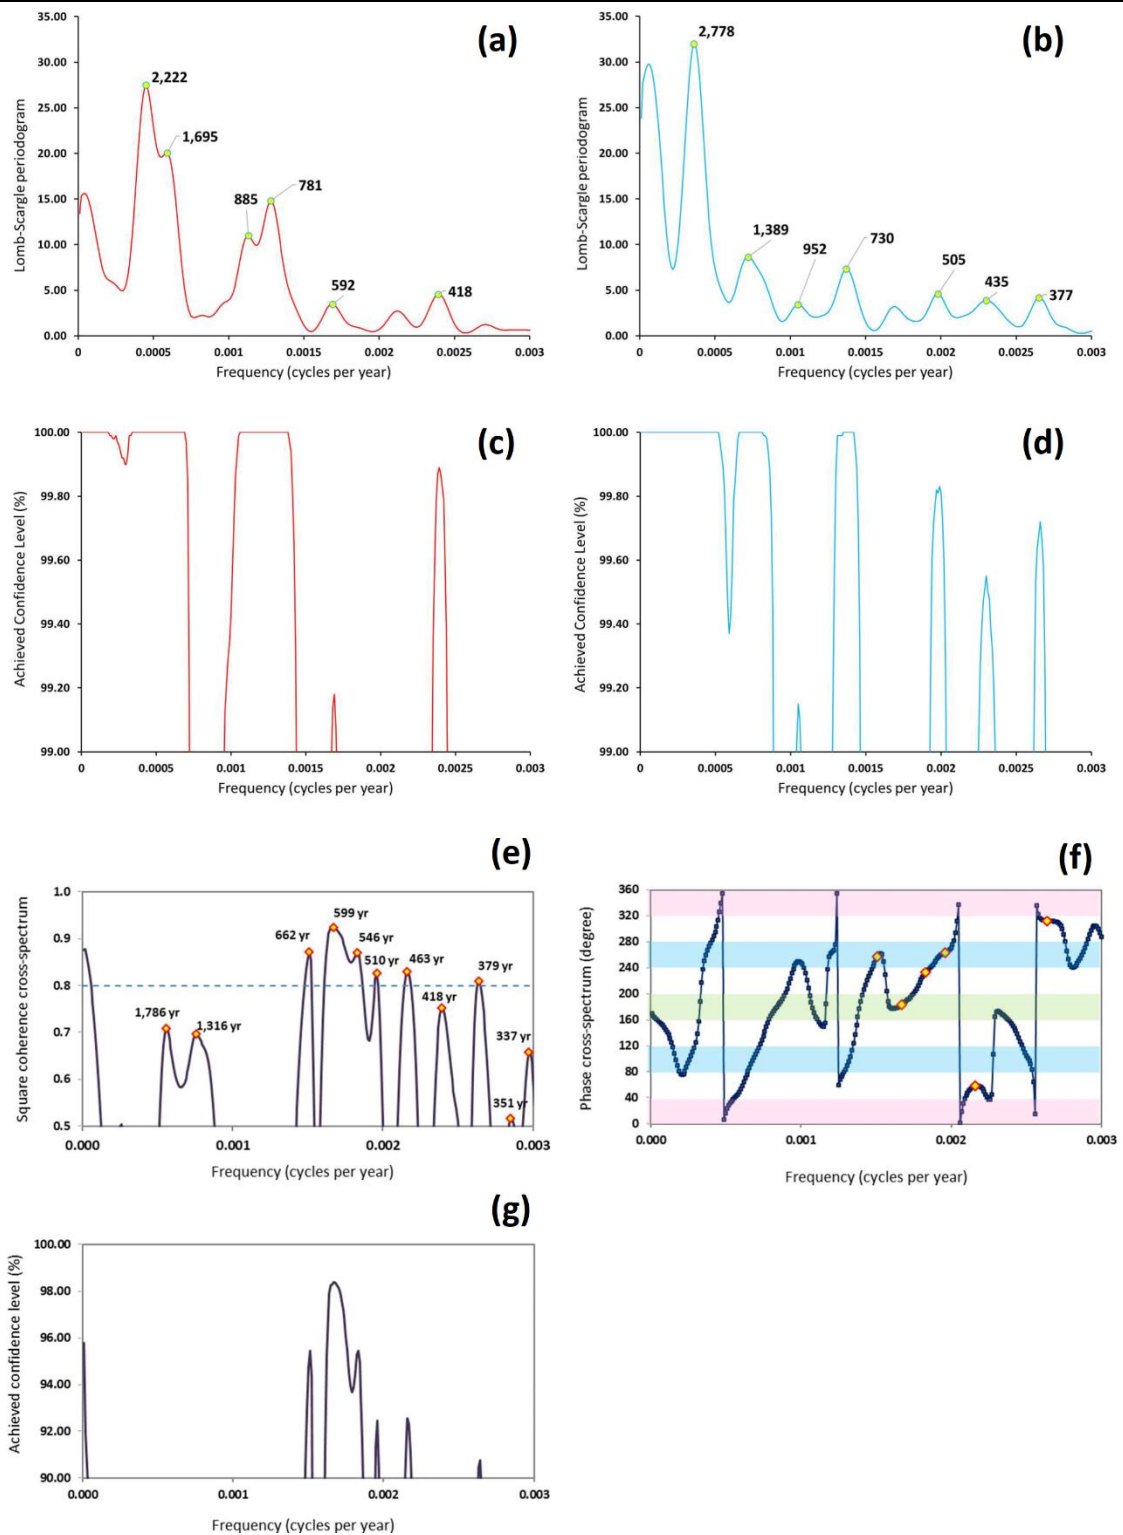 (a)
35.00
30.00
25.00
20.00
15.00
10.00
5.00
0.00
Lomb-Scargle periodogram
2,222
1,695
885
781
592
418
0 0.0005 0.001 0.0015 0.002 0.0025 0.003
Frequency (cycles per year)
(b)
35.00
30.00
25.00
20.00
15.00
10.00
5.00
0.00
Lomb-Scargle periodogram
2,778
1,389
952
730
505
435
377
0 0.0005 0.001 0.0015 0.002 0.0025 0.003
Frequency (cycles per year)
(c)
100.00
99.80
99.60
99.40
99.20
99.00
Achieved Confidence Level (%)
0 0.0005 0.001 0.0015 0.002 0.0025 0.003
Frequency (cycles per year)
(d)
100.00
99.80
99.60
99.40
99.20
99.00
Achieved Confidence Level (%)
0 0.0005 0.001 0.0015 0.002 0.0025 0.003
Frequency (cycles per year)
(e)
1.0
0.9
0.8
0.7
0.6
0.5
Square coherence cross-spectrum
1,786 yr
1,316 yr
662 yr
599 yr
546 yr
510 yr
463 yr
418 yr
379 yr
351 yr
337 yr
0.000 0.001 0.002 0.003
Frequency (cycles per year)
(f)
360
320
280
240
200
160
120
80
40
0
Phase cross-spectrum (degree)
0.000 0.001 0.002 0.003
Frequency (cycles per year)
(g)
100.00
98.00
96.00
94.00
92.00
90.00
Achieved confidence level (%)
0.000 0.001 0.002 0.003
Frequency (cycles per year)